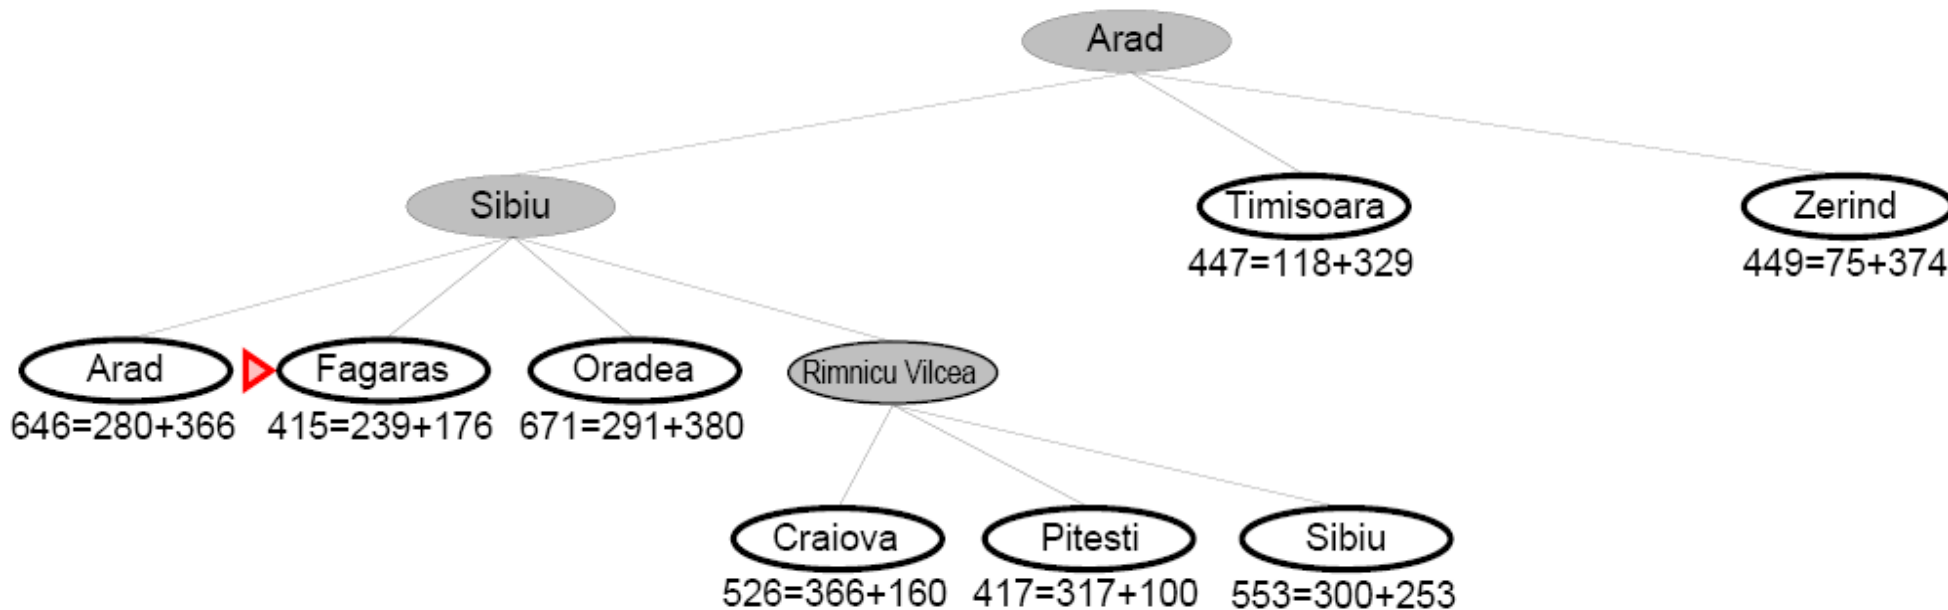 Arad
Sibiu
Timisoara
Zerind
447=118+329
449=75+374
Arad
Fagaras
Oradea
Rimnicu Vilcea
646=280+366
415=239+176
671=291+380
Craiova
Pitesti
Sibiu
526=366+160
417=317+100
553=300+253